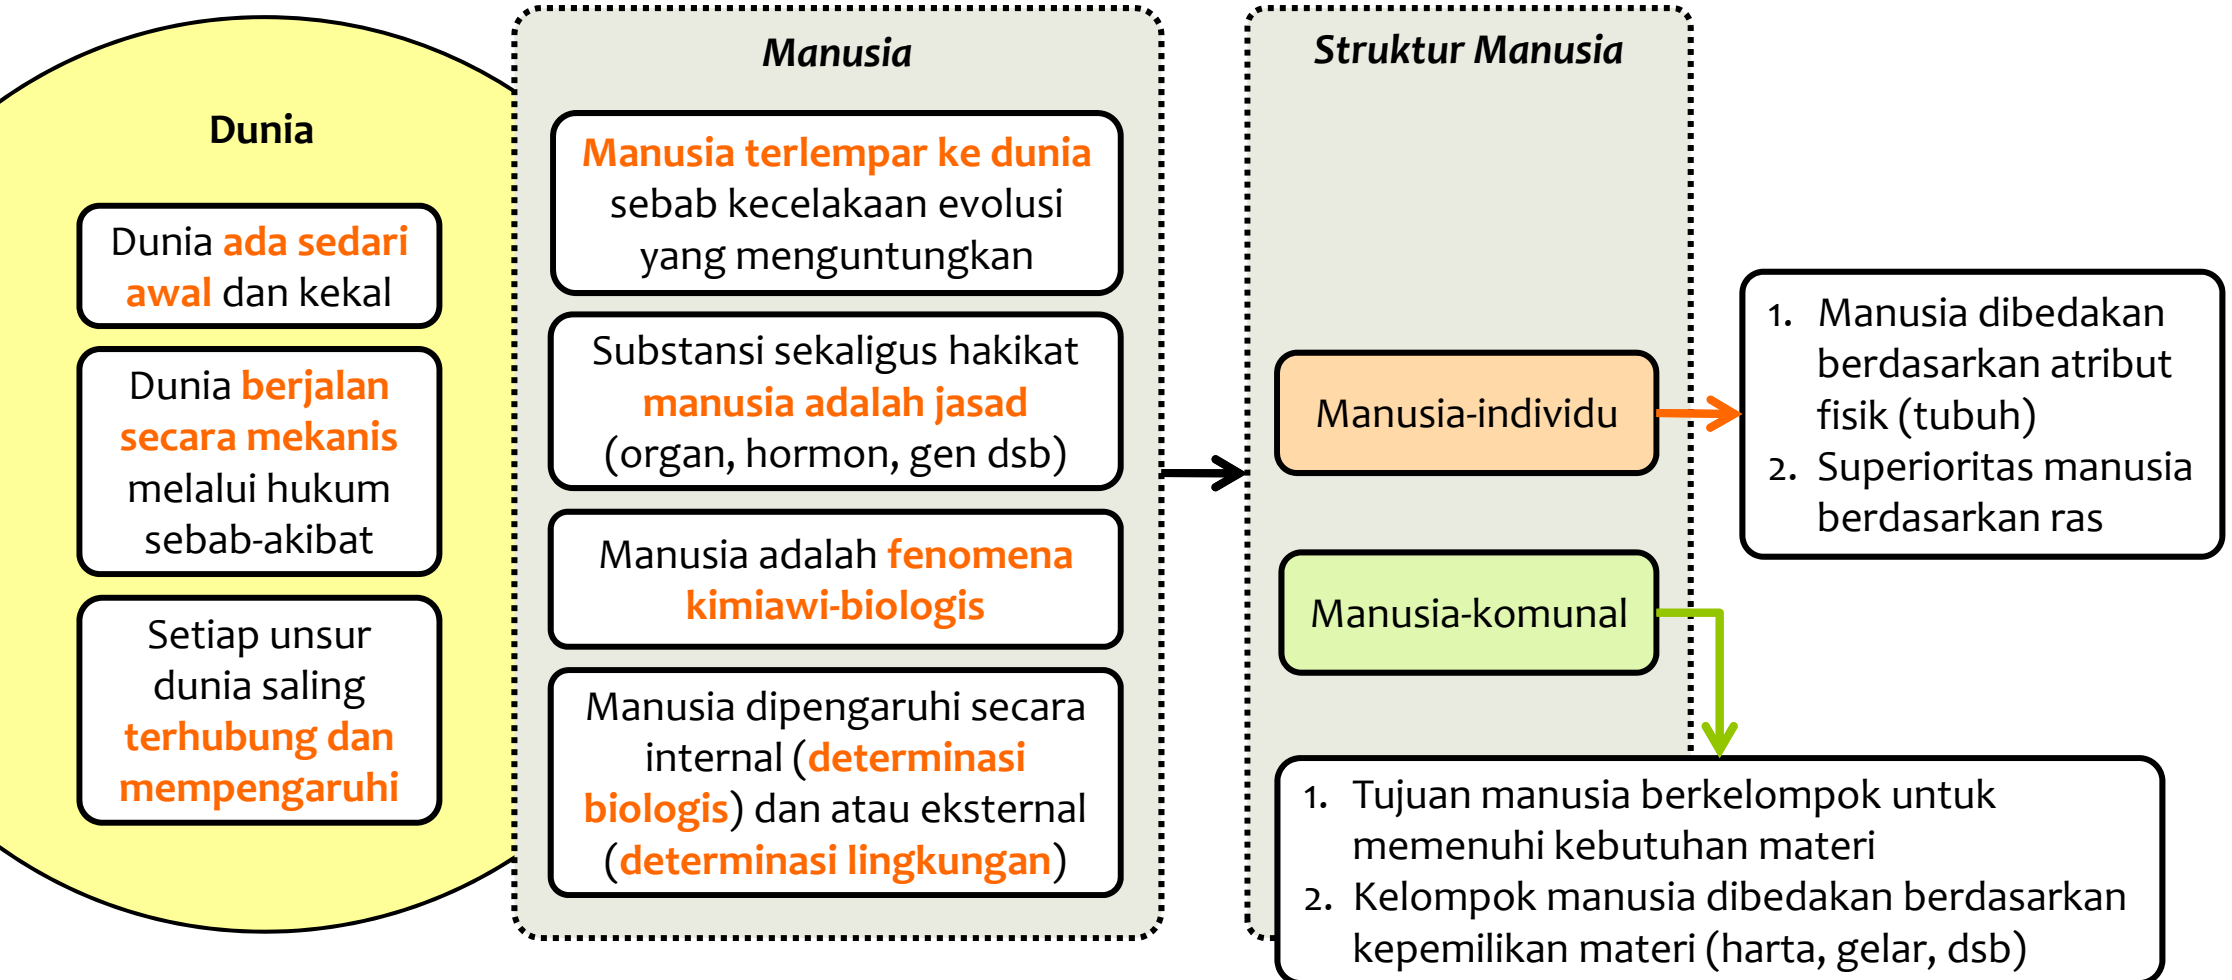 Dunia
Dunia ada sedari
awal dan kekal
Dunia berjalan
secara mekanis
melalui hukum
sebab-akibat
Setiap unsur
dunia saling
terhubung dan
mempengaruhi
Manusia
Manusia terlempar ke dunia
sebab kecelakaan evolusi
yang menguntungkan
Substansi sekaligus hakikat
manusia adalah jasad
(organ, hormon, gen dsb)
Manusia adalah fenomena
kimiawi-biologis
Manusia dipengaruhi secara
internal (determinasi
biologis) dan atau eksternal
(determinasi lingkungan)
Struktur Manusia
Manusia-individu
Manusia-komunal
1. Manusia dibedakan
berdasarkan atribut
fisik (tubuh)
2. Superioritas manusia
berdasarkan ras
1. Tujuan manusia berkelompok untuk
memenuhi kebutuhan materi
2. Kelompok manusia dibedakan berdasarkan
kepemilikan materi (harta, gelar, dsb)